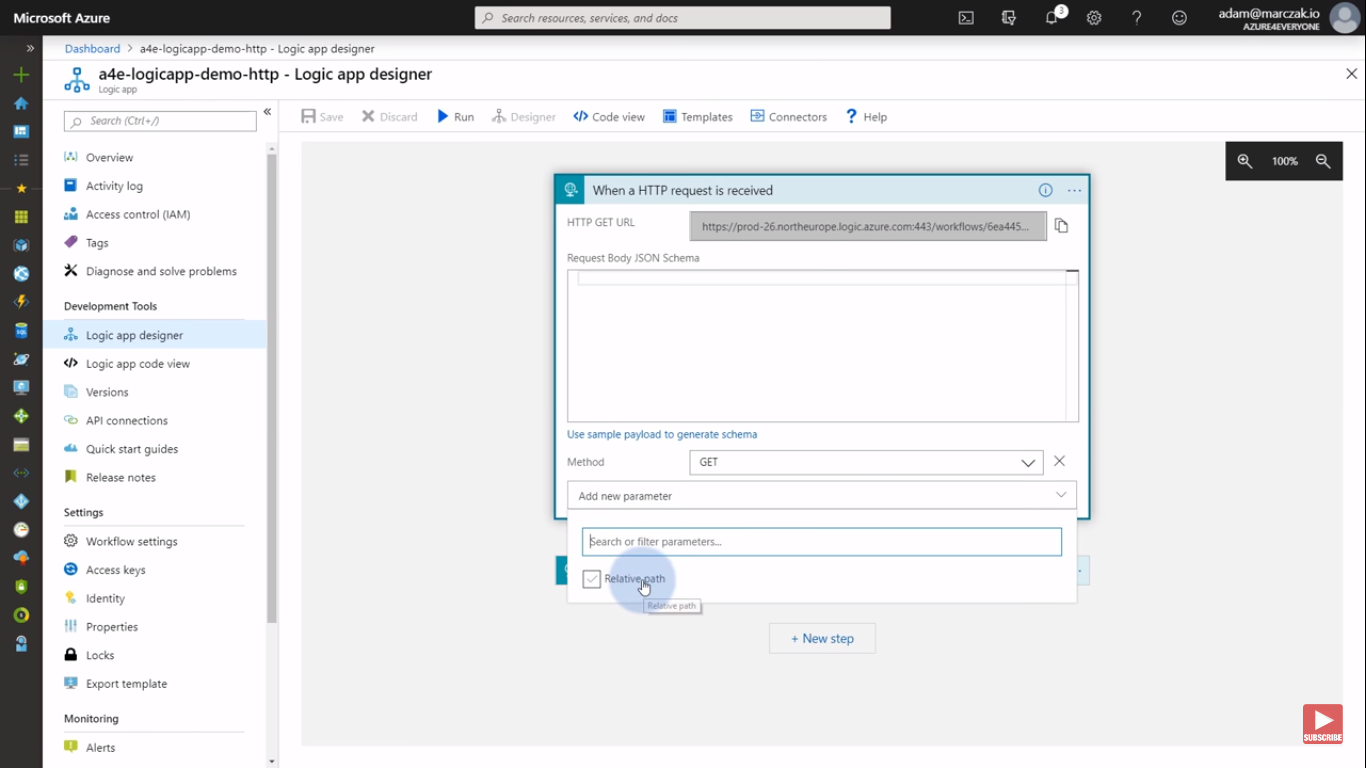 Microsoft Azure
Search resources, services, and docs
3
adam@marczak.io
AZURE4EVERYONE
Dashboard > a4e-logicapp-demo-http - Logic app designer
a4e-logicapp-demo-http - Logic app designer
Logic app
Search (Ctrl+/)
Overview
Activity log
Access control (IAM)
Tags
Diagnose and solve problems
Development Tools
Logic app designer
Logic app code view
Versions
API connections
Quick start guides
Release notes
Settings
Workflow settings
Access keys
Identity
Properties
Locks
Export template
Monitoring
Alerts
Save
Discard
Run
Designer
Code view
Templates
Connectors
Help
100%
When a HTTP request is received
HTTP GET URL
https://prod-26.northeurope.logic.azure.com:443/workflows/6ea445...
Request Body JSON Schema
Use sample payload to generate schema
Method
GET
Add new parameter
Search or filter parameters...
Relative path
Relative path
+ New step
SUBSCRIBE